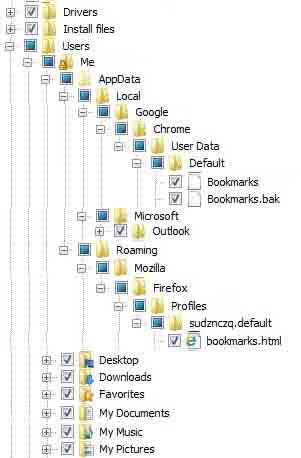 Drivers
Install files
Users
Me
AppData
Local
Google
Chrome
User Data
Default
Bookmarks
Bookmarks.bak
Microsoft
Outlook
Roaming
Mozilla
Firefox
Profiles
sudznczq.default
bookmarks.html
Desktop
Downloads
Favorites
My Documents
My Music
My Pictures